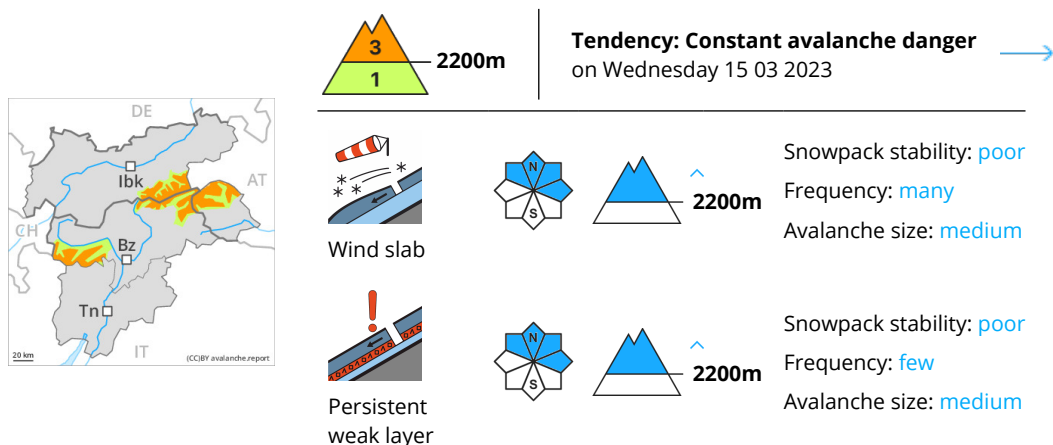 3
1
2200m
Tendency: Constant avalanche danger
on Wednesday 15 03 2023
DE
Ibk
AT
CH
Bz
Tn
IT
20 km
(CC)BY avalanche.report
Wind slab
N
S
2200m
Snowpack stability: poor
Frequency: many
Avalanche size: medium
Persistent
weak layer
N
S
2200m
Snowpack stability: poor
Frequency: few
Avalanche size: medium